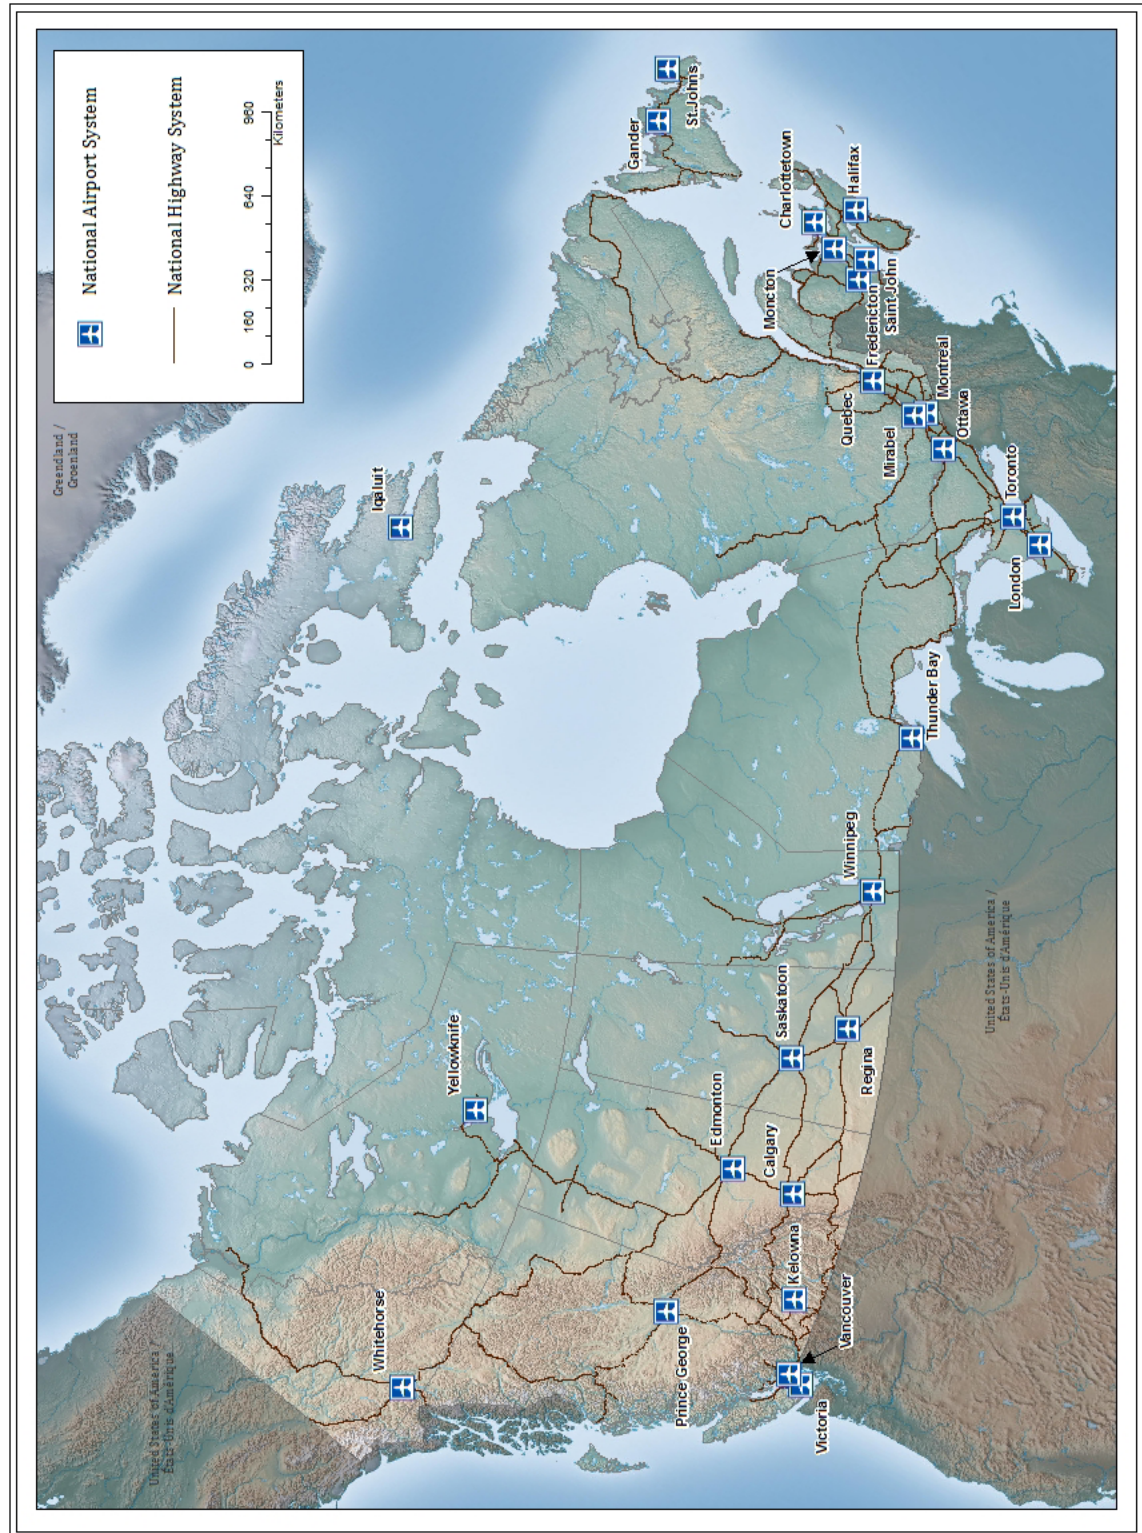 National Airport System
National Highway System
0 160 320 640 960
Kilometers
Greenland /
Groenland
United States of America /
États-Unis d'Amérique
Whitehorse
Yellowknife
Iqaluit
Prince George
Victoria
Vancouver
Kelowna
Calgary
Edmonton
Saskatoon
Regina
Winnipeg
Thunder Bay
London
Toronto
Ottawa
Montreal
Mirabel
Quebec
Fredericton
Saint John
Moncton
Charlottetown
Halifax
Gander
St.Johns
United States of America /
États-Unis d'Amérique